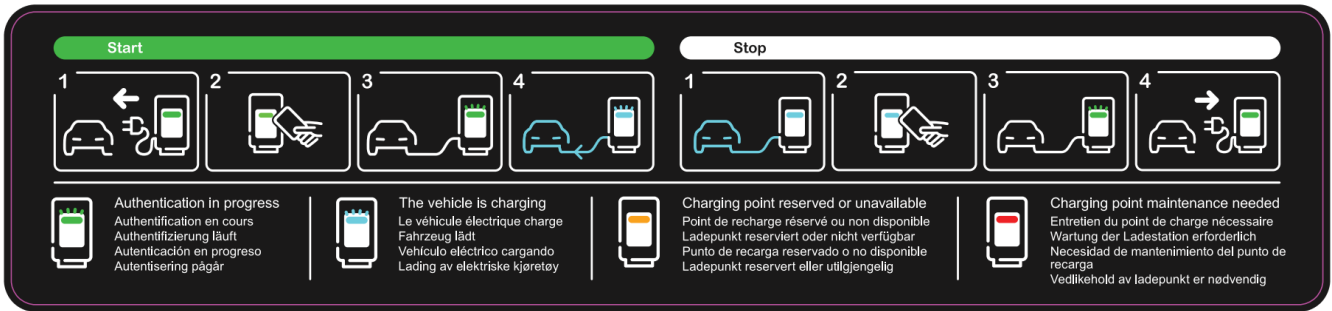 Start
Stop
1
2
3
4
1
2
3
4
Authentication in progress
Authentification en cours
Authentifizierung läuft
Autenticación en progreso
Autentisering pågår
The vehicle is charging
Le véhicule électrique charge
Fahrzeug lädt
Vehículo eléctrico cargando
Lading av elektriske kjøretøy
Charging point reserved or unavailable
Point de recharge réservé ou non disponible
Ladepunkt reserviert oder nicht verfügbar
Punto de recarga reservado o no disponible
Ladepunkt reservert eller utilgjengelig
Charging point maintenance needed
Entretien du point de charge nécessaire
Wartung der Ladestation erforderlich
Necesidad de mantenimiento del punto de
recarga
Vedlikehold av ladepunkt er nødvendig